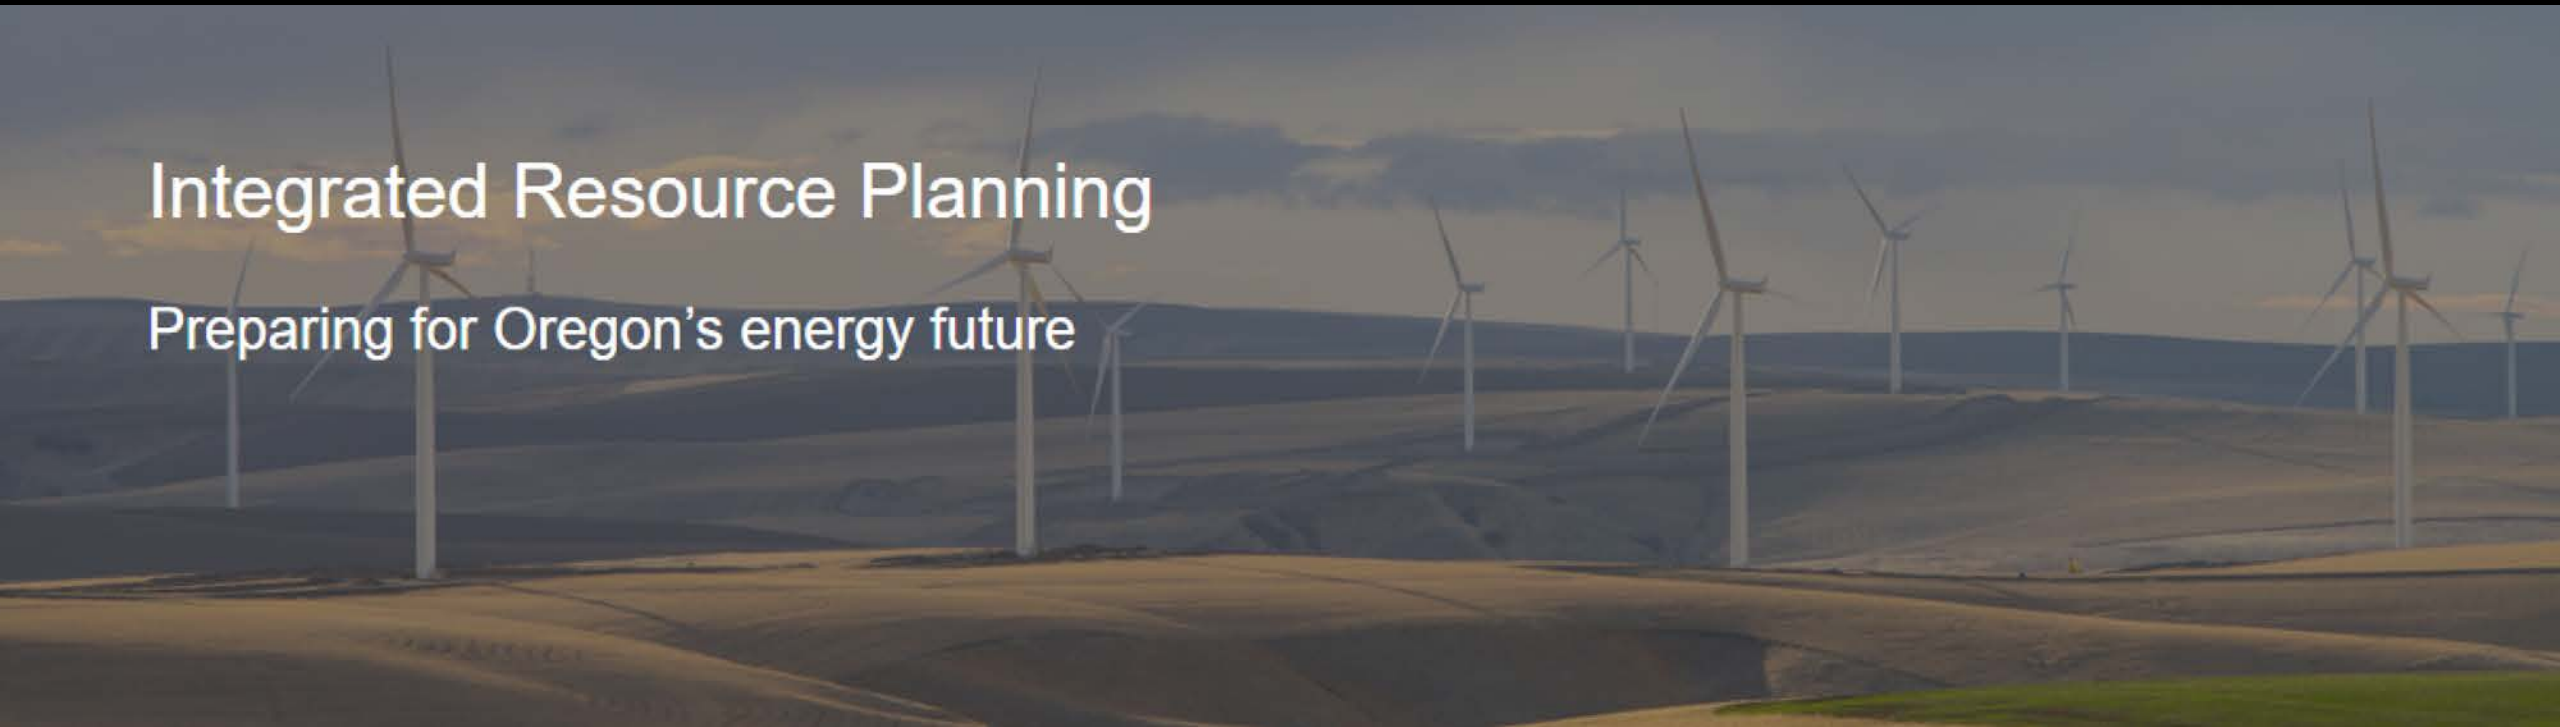 Integrated Resource Planning
Preparing for Oregon’s energy future